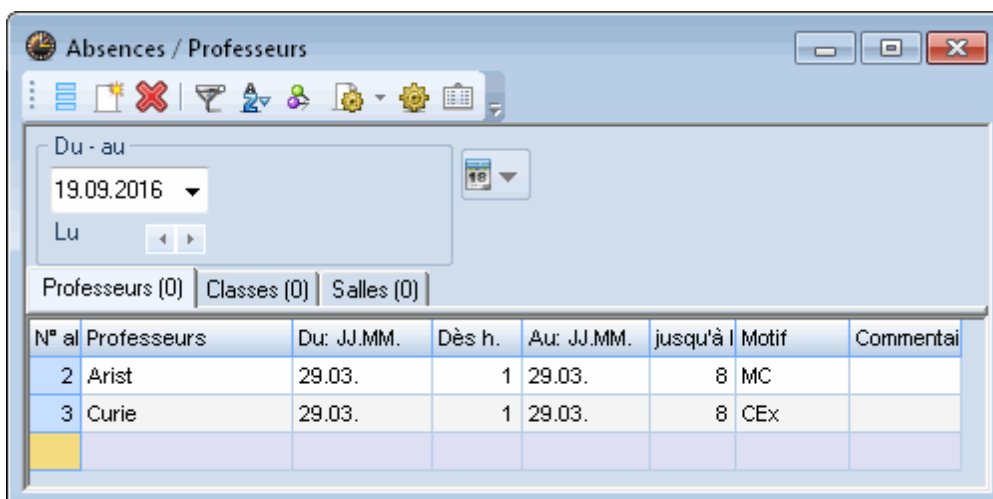 Absences / Professeurs
Du - au
19.09.2016
18
Lu
Professeurs (0) Classes (0) Salles (0)
N° al Professeurs Du: JJ.MM. Dès h. Au: JJ.MM. jusqu'à l Motif Commentai
2 Arist 29.03. 1 29.03. 8 MC
3 Curie 29.03. 1 29.03. 8 CEx